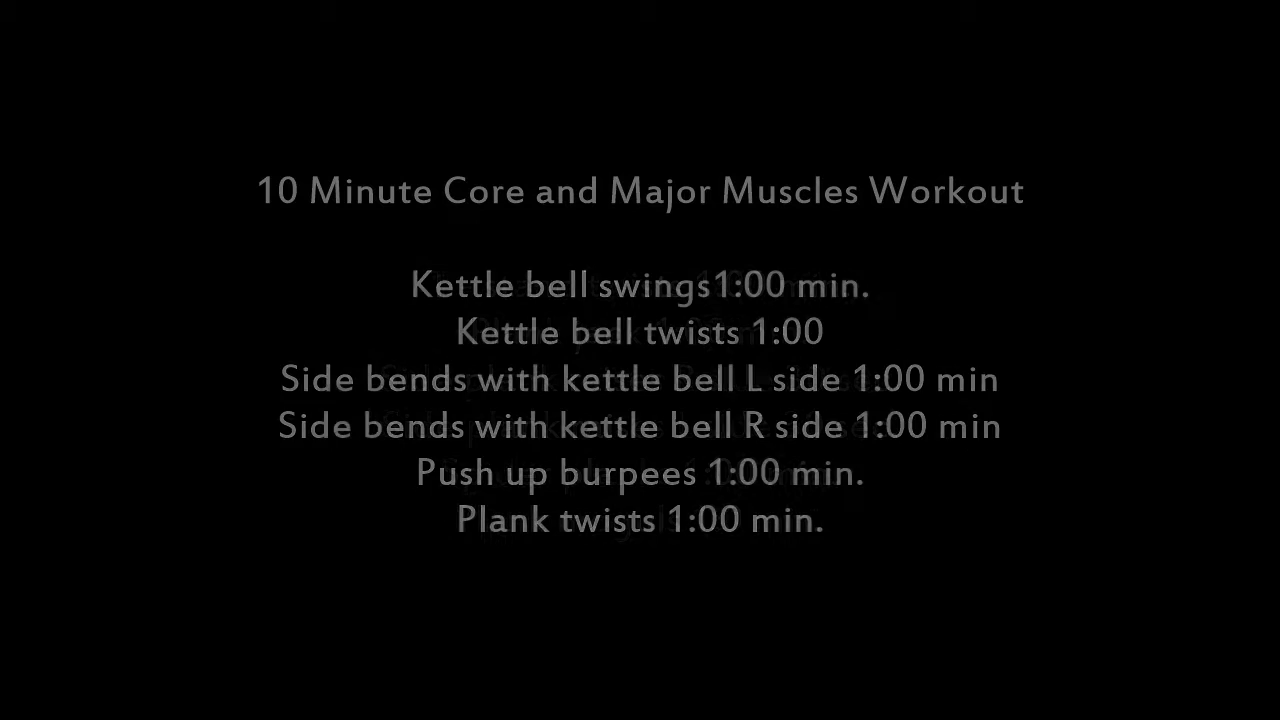 10 Minute Core and Major Muscles Workout
Kettle bell swings1:00 min.
Kettle bell twists 1:00
Side bends with kettle bell L side 1:00 min
Side bends with kettle bell R side 1:00 min
Push up burpees 1:00 min.
Plank twists 1:00 min.